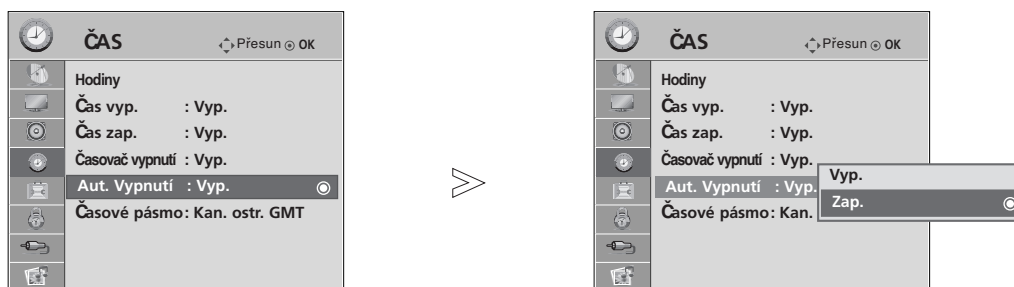 ČAS Přesun OK
Hodiny
Čas vyp. : Vyp.
Čas zap. : Vyp.
Časovač vypnutí : Vyp.
Aut. Vypnutí : Vyp.
Časové pásmo : Kan. ostr. GMT
ČAS Přesun OK
Hodiny
Čas vyp. : Vyp.
Čas zap. : Vyp.
Časovač vypnutí : Vyp.
Aut. Vypnutí : Vyp.
Časové pásmo : Kan.
Vyp.
Zap.